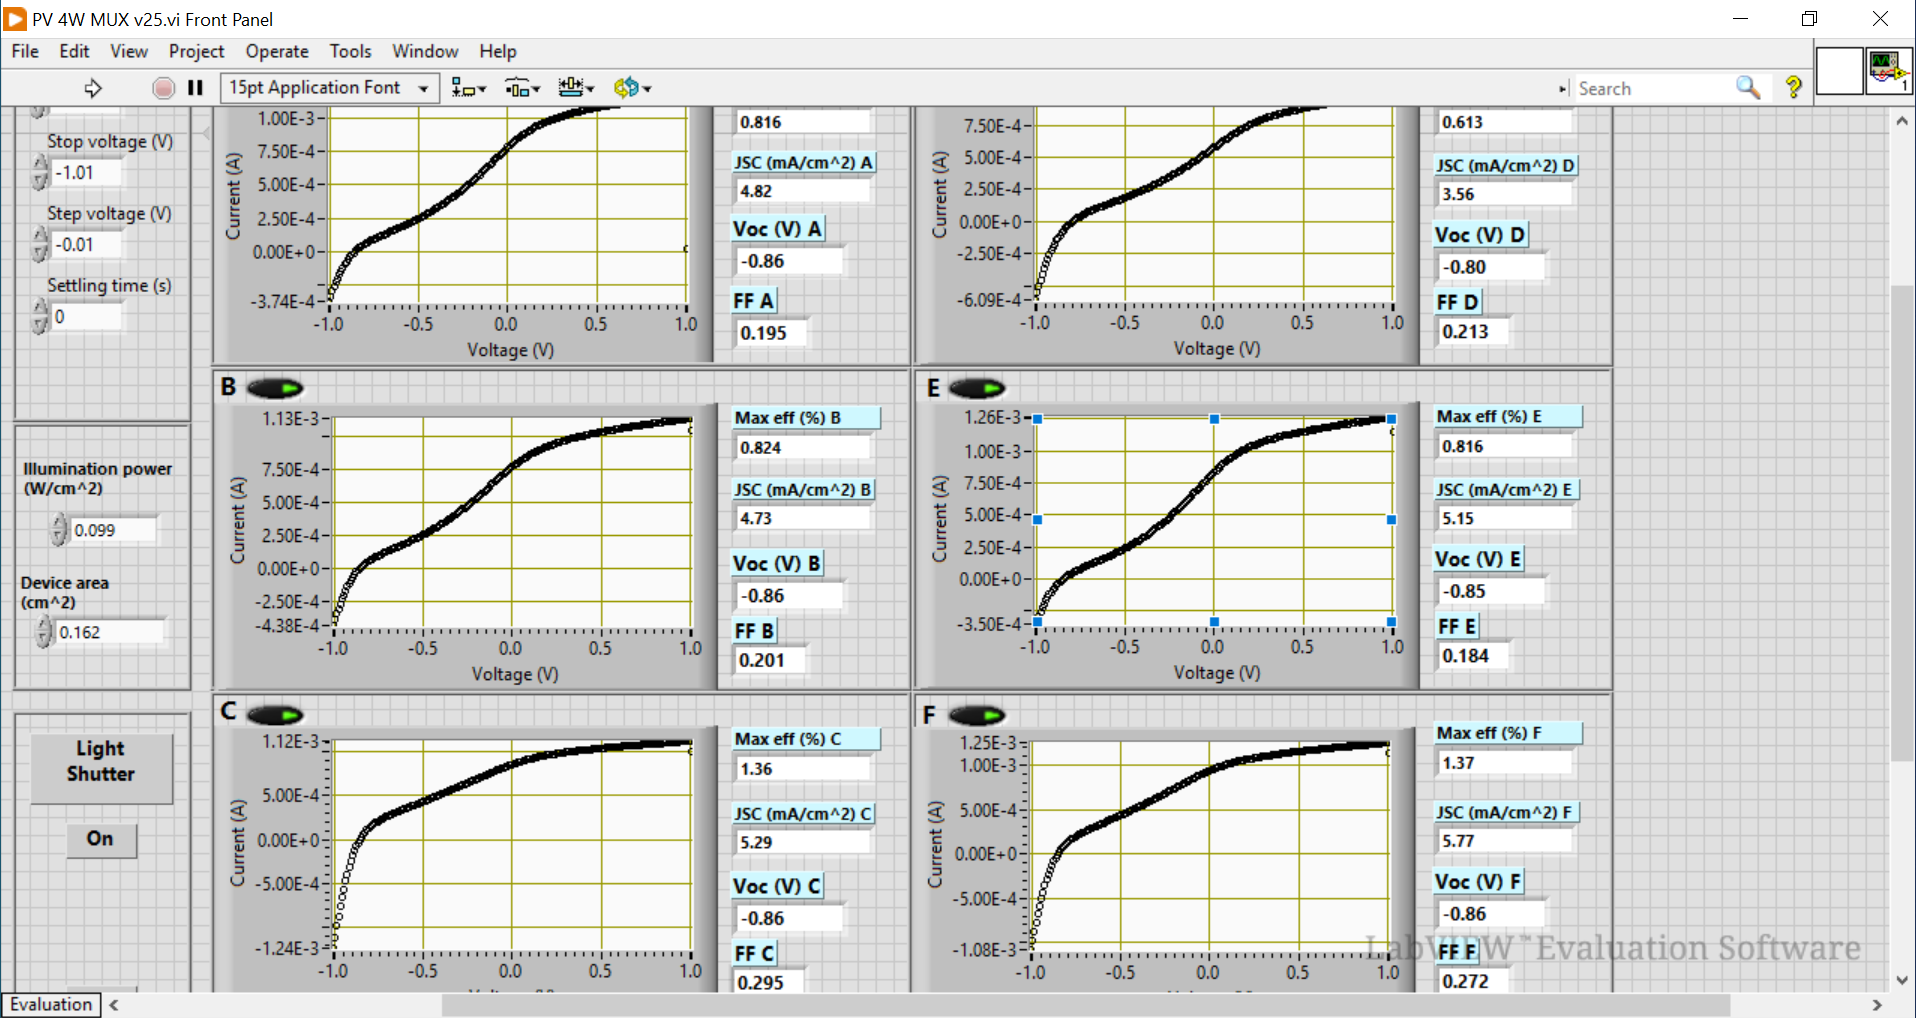 PV 4W MUX v25.vi Front Panel
File Edit View Project Operate Tools Window Help
15pt Application Font
Search
1
Stop voltage (V)
-1.01
Step voltage (V)
-0.01
Settling time (s)
0
Illumination power
(W/cm^2)
0.099
Device area
(cm^2)
0.162
Light
Shutter
On
1.00E-3
7.50E-4
5.00E-4
2.50E-4
0.00E+0
-3.74E-4
Current (A)
-1.0 -0.5 0.0 0.5 1.0
Voltage (V)
0.816
JSC (mA/cm^2) A
4.82
Voc (V) A
-0.86
FF A
0.195
7.50E-4
5.00E-4
2.50E-4
0.00E+0
-2.50E-4
-6.09E-4
Current (A)
-1.0 -0.5 0.0 0.5 1.0
Voltage (V)
0.613
JSC (mA/cm^2) D
3.56
Voc (V) D
-0.80
FF D
0.213
B
1.13E-3
7.50E-4
5.00E-4
2.50E-4
0.00E+0
-2.50E-4
-4.38E-4
Current (A)
-1.0 -0.5 0.0 0.5 1.0
Voltage (V)
Max eff (%) B
0.824
JSC (mA/cm^2) B
4.73
Voc (V) B
-0.86
FF B
0.201
E
1.26E-3
1.00E-3
7.50E-4
5.00E-4
2.50E-4
0.00E+0
-3.50E-4
Current (A)
-1.0 -0.5 0.0 0.5 1.0
Voltage (V)
Max eff (%) E
0.816
JSC (mA/cm^2) E
5.15
Voc (V) E
-0.85
FF E
0.184
C
1.12E-3
5.00E-4
0.00E+0
-5.00E-4
-1.24E-3
Current (A)
-1.0 -0.5 0.0 0.5 1.0
Max eff (%) C
1.36
JSC (mA/cm^2) C
5.29
Voc (V) C
-0.86
FF C
0.295
F
1.25E-3
1.00E-3
5.00E-4
0.00E+0
-5.00E-4
-1.08E-3
Current (A)
-1.0 -0.5 0.0 0.5 1.0
Max eff (%) F
1.37
JSC (mA/cm^2) F
5.77
Voc (V) F
-0.86
FF F
0.272
LabVIEW™ Evaluation Software
Evaluation